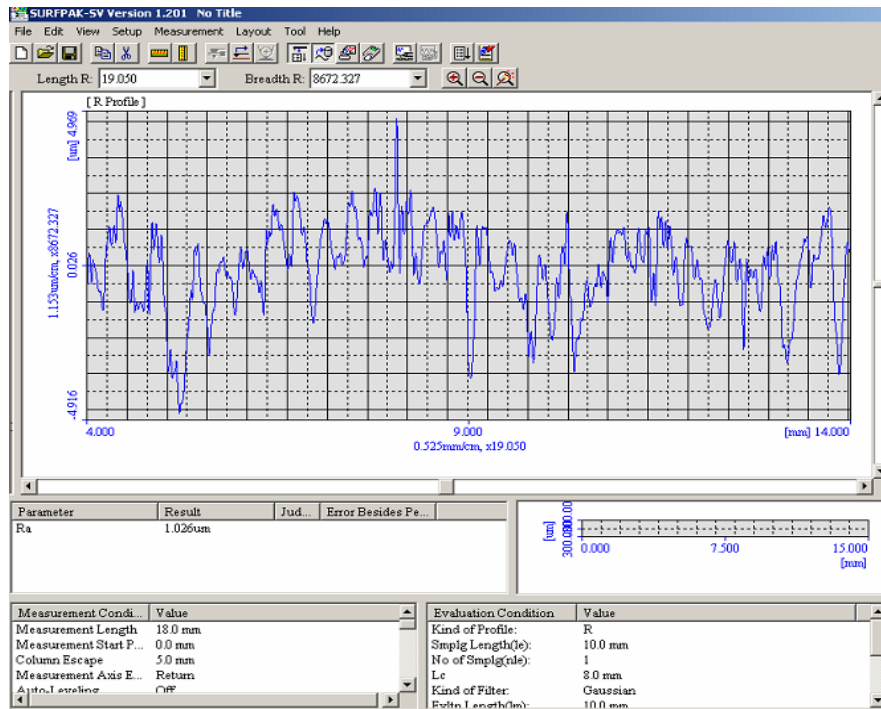 SURFPAK-SV Version 1.201 No Title
File Edit View Setup Measurement Layout Tool Help
Length R: 19.050 Breadth R: 8672.327
[ R Profile ]
[um] 4.969
0.026
-4.916
1.153um/cm, x8672.327
4.000 9.000 [mm] 14.000
0.525mm/cm, x19.050
Parameter Result Jud... Error Besides Pe...
Ra 1.026um
[um]
0.000 7.500 15.000
[mm]
Measurement Condi... Value
Measurement Length 18.0 mm
Measurement Start P... 0.0 mm
Column Escape 5.0 mm
Measurement Axis E... Return
Auto-Leveling Off
Evaluation Condition Value
Kind of Profile: R
Smplg Length(le): 10.0 mm
No of Smplg(nle): 1
Lc 8.0 mm
Kind of Filter: Gaussian
Evltn Length(lm): 10.0 mm